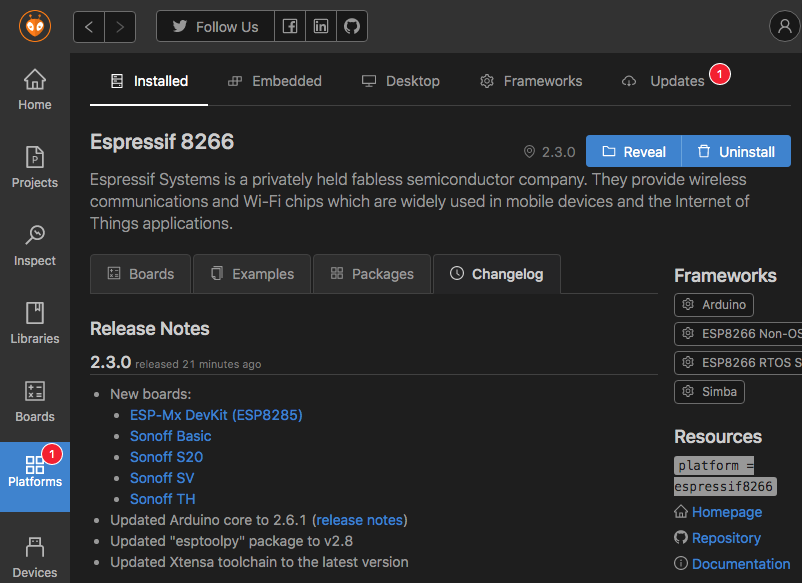 Follow Us
Home
Projects
Inspect
Libraries
Boards
1
Platforms
Devices
Installed
Embedded
Desktop
Frameworks
Updates
1
Espressif 8266
2.3.0
Reveal
Uninstall
Espressif Systems is a privately held fabless semiconductor company. They provide wireless
communications and Wi-Fi chips which are widely used in mobile devices and the Internet of
Things applications.
Boards
Examples
Packages
Changelog
Release Notes
2.3.0 released 21 minutes ago
New boards:
ESP-Mx DevKit (ESP8285)
Sonoff Basic
Sonoff S20
Sonoff SV
Sonoff TH
Updated Arduino core to 2.6.1 (release notes)
Updated "esptoolpy" package to v2.8
Updated Xtensa toolchain to the latest version
Frameworks
Arduino
ESP8266 Non-OS
ESP8266 RTOS S
Simba
Resources
platform =
espressif8266
Homepage
Repository
Documentation